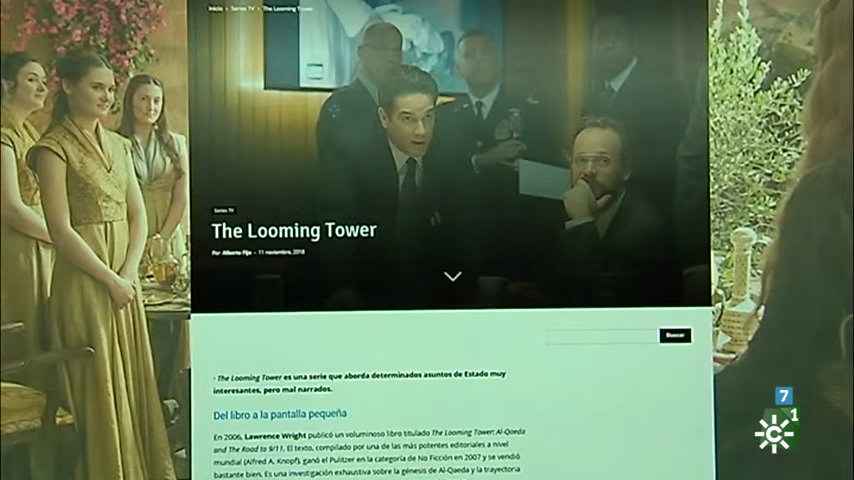 Inicio › Series TV › The Looming Tower
Series TV
The Looming Tower
Por Alberto Fijo - 11 noviembre, 2018
Buscar
· The Looming Tower es una serie que aborda determinados asuntos de Estado muy
interesantes, pero mal narrados.
Del libro a la pantalla pequeña
En 2006, Lawrence Wright publicó un voluminoso libro titulado The Looming Tower: Al-Qaeda
and The Road to 9/11. El texto, compilado por una de las más potentes editoriales a nivel
mundial (Alfred A. Knopf), ganó el Pulitzer en la categoría de No Ficción en 2007 y se vendió
bastante bien. Es una investigación exhaustiva sobre la génesis de Al-Qaeda y la trayectoria
7
1